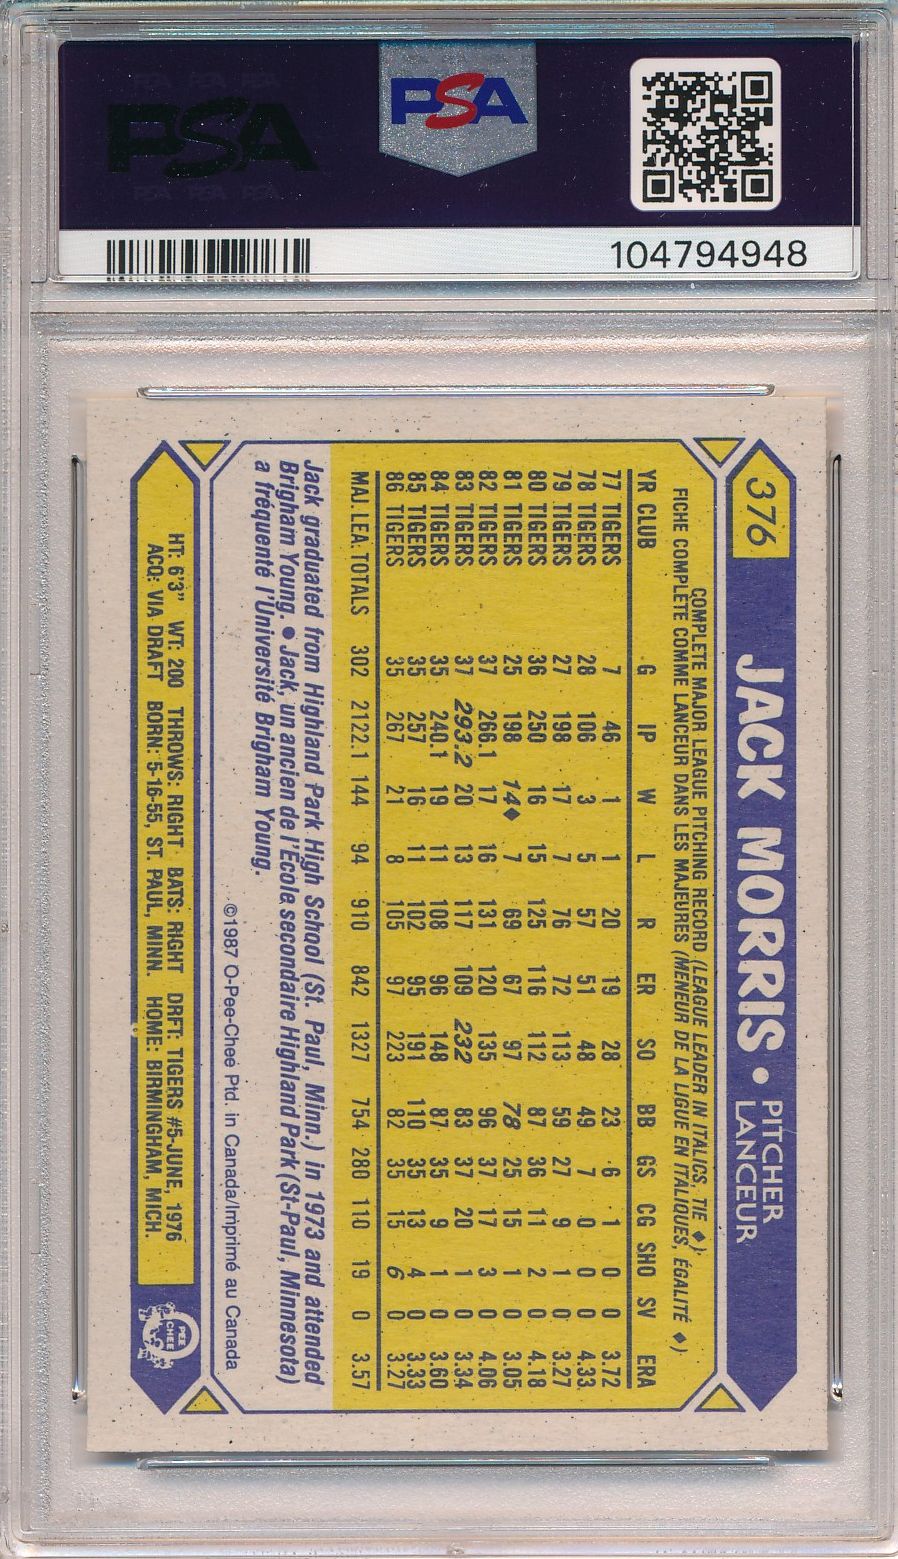 PSA
PSA
104794948
376
JACK MORRIS • PITCHER
LANCEUR
COMPLETE MAJOR LEAGUE PITCHING RECORD (LEAGUE LEADER IN ITALICS, TIE ◆)
FICHE COMPLÈTE COMME LANCEUR DANS LES MAJEURES (MENEUR DE LA LIGUE EN ITALIQUES, ÉGALITÉ ◆)
YR CLUB G IP W L R ER SO BB GS CG SHO SV ERA
77 TIGERS 7 46 1 1 20 19 28 23 6 1 0 0 3.72
78 TIGERS 28 106 3 5 57 51 48 49 7 0 0 0 4.33
79 TIGERS 27 198 17 7 76 72 113 59 27 9 1 0 3.27
80 TIGERS 36 250 16 15 125 116 112 87 36 11 2 0 4.18
81 TIGERS 25 198 14◆ 7 69 67 97 78 25 15 1 0 3.05
82 TIGERS 37 266.1 17 16 131 120 135 96 37 17 3 0 4.06
83 TIGERS 37 293.2 20 13 117 109 232 83 37 20 1 0 3.34
84 TIGERS 35 240.1 19 11 108 96 148 87 35 9 1 0 3.60
85 TIGERS 35 257 16 11 102 95 191 110 35 13 4 0 3.33
86 TIGERS 35 267 21 8 105 97 223 82 35 15 6 0 3.27
MAJ. LEA. TOTALS 302 2122.1 144 94 910 842 1327 754 280 110 19 0 3.57
Jack graduated from Highland Park High School (St. Paul, Minn.) in 1973 and attended
Brigham Young. • Jack, un ancien de l'École secondaire Highland Park (St-Paul, Minnesota)
a fréquenté l'Université Brigham Young.
©1987 O-Pee-Chee Ptd. in Canada/Imprimé au Canada
HT: 6'3" WT: 200 THROWS: RIGHT BATS: RIGHT DRFT: TIGERS #5-JUNE, 1976
ACQ: VIA DRAFT BORN: 5-16-55, ST. PAUL, MINN. HOME: BIRMINGHAM, MICH.
O PEE CHEE